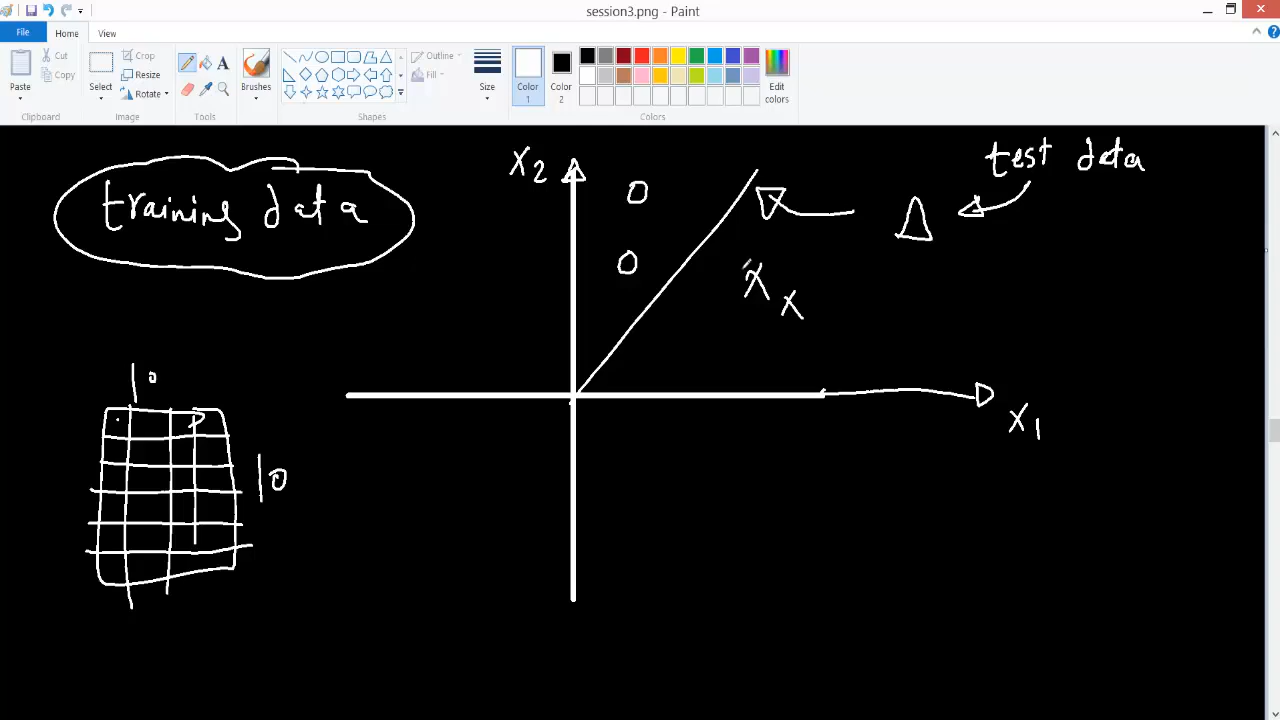 session3.png - Paint
File
Home
View
Paste
Cut
Copy
Clipboard
Select
Crop
Resize
Rotate
Image
A
Tools
Brushes
Shapes
Outline
Fill
Size
Color 1
Color 2
Edit colors
Colors
training data
X2
test data
O
O
X
X
X1
10
10